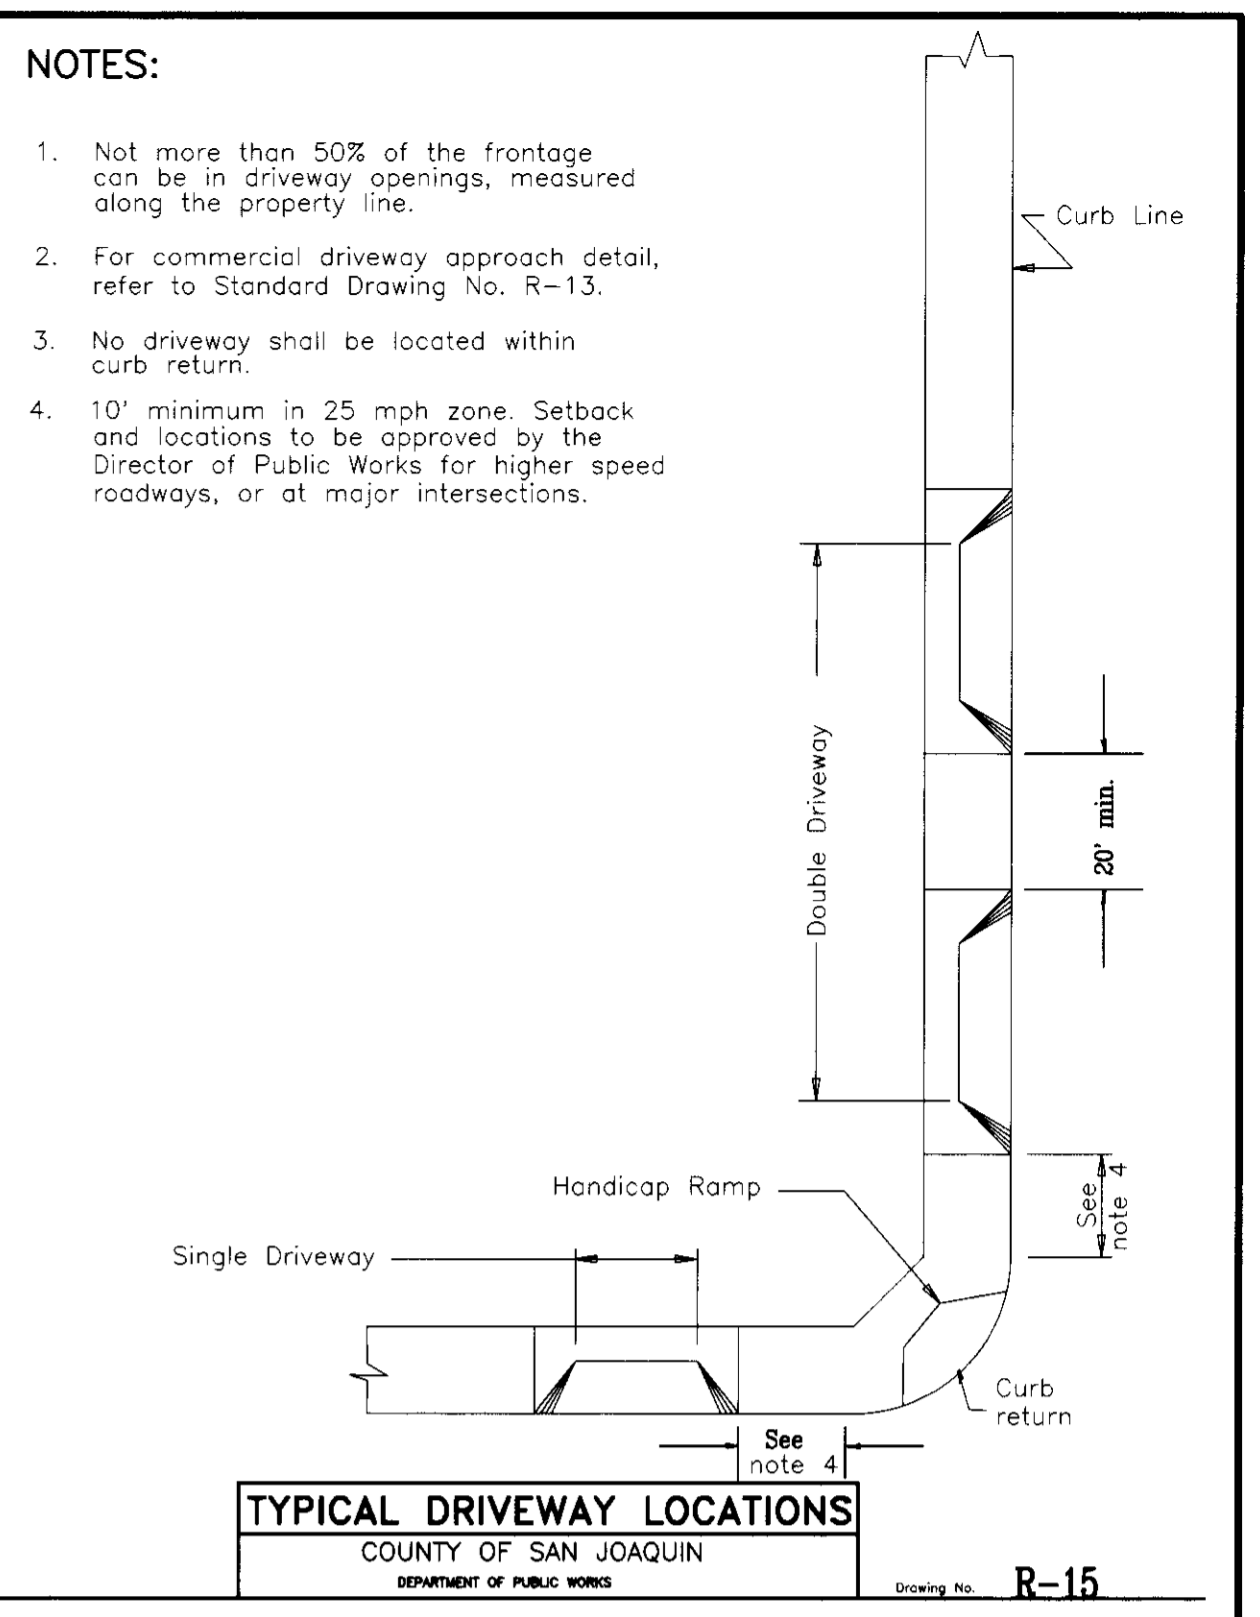 NOTES:
1. Not more than 50% of the frontage
can be in driveway openings, measured
along the property line.
2. For commercial driveway approach detail,
refer to Standard Drawing No. R-13.
3. No driveway shall be located within
curb return.
4. 10' minimum in 25 mph zone. Setback
and locations to be approved by the
Director of Public Works for higher speed
roadways, or at major intersections.
Curb Line
Double Driveway
20' min.
See
note 4
Handicap Ramp
Single Driveway
Curb
return
See
note 4
TYPICAL DRIVEWAY LOCATIONS
COUNTY OF SAN JOAQUIN
DEPARTMENT OF PUBLIC WORKS
Drawing No. R-15